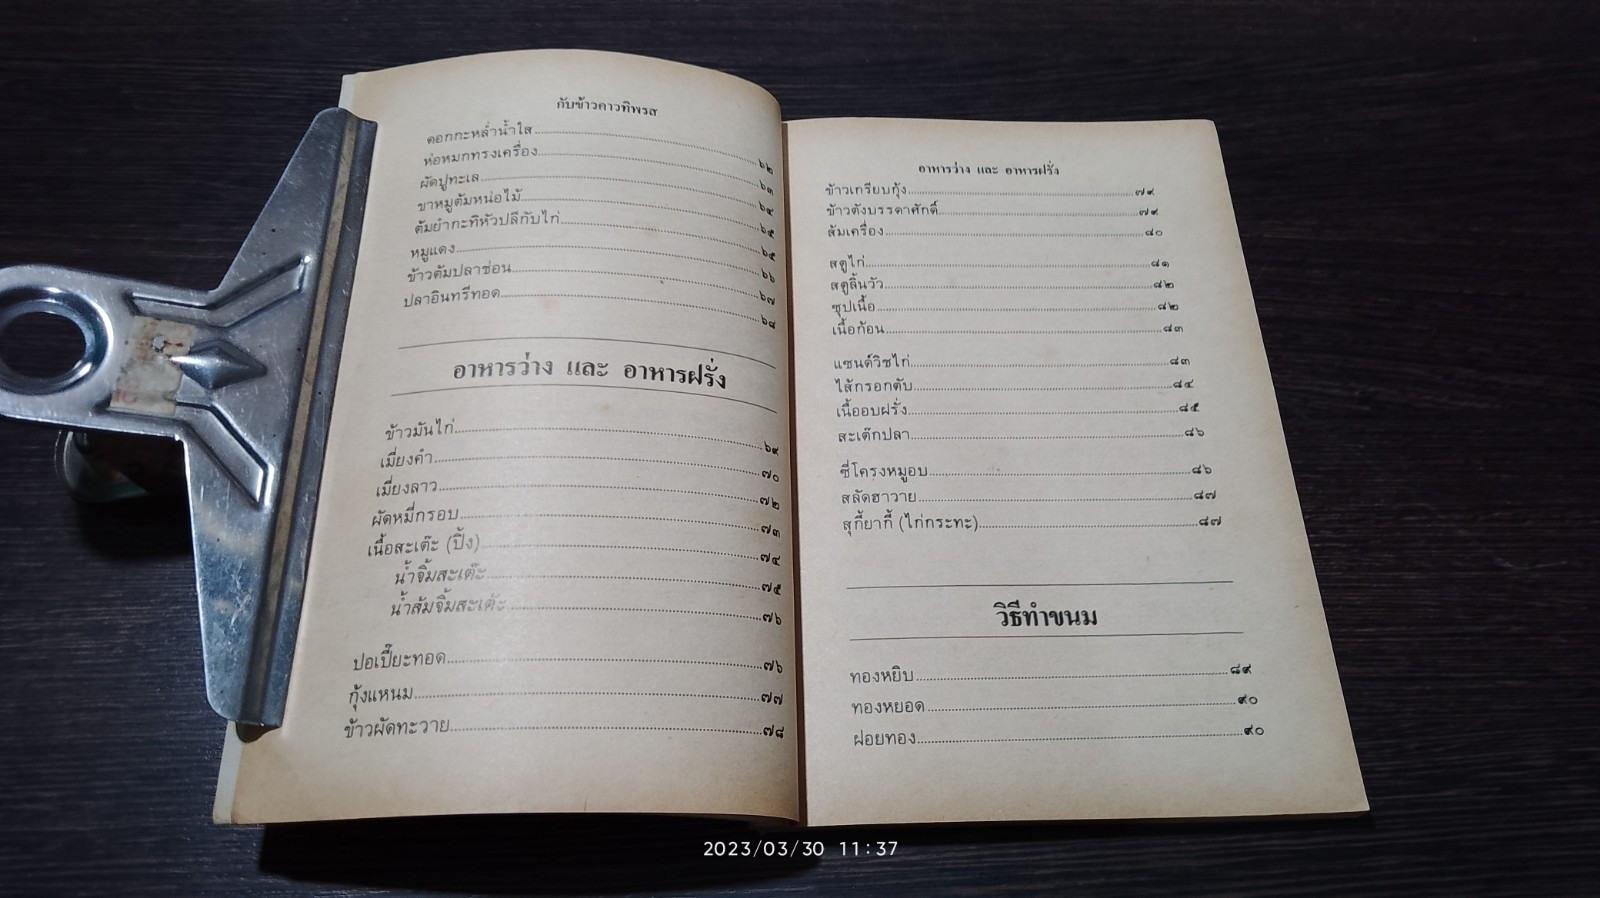 กับข้าวคาวทิพรส
ดอกกะหล่ำน้ำใส ๖๒
ห่อหมกทรงเครื่อง ๖๓
ผัดปูทะเล ๖๔
ขาหมูต้มหน่อไม้ ๖๕
ต้มยำกะทิหัวปลีกับไก่ ๖๕
หมูแดง ๖๖
ข้าวต้มปลาช่อน ๖๗
ปลาอินทรีทอด ๖๘
อาหารว่าง และ อาหารฝรั่ง
ข้าวมันไก่ ๖๙
เมี่ยงคำ ๗๐
เมี่ยงลาว ๗๒
ผัดหมี่กรอบ ๗๓
เนื้อสะเต๊ะ (ปิ้ง) ๗๔
น้ำจิ้มสะเต๊ะ ๗๕
น้ำส้มจิ้มสะเต๊ะ ๗๖
ปอเปี๊ยะทอด ๗๖
กุ้งแหนม ๗๗
ข้าวผัดทะวาย ๗๘
อาหารว่าง และ อาหารฝรั่ง
ข้าวเกรียบกุ้ง ๗๙
ข้าวตังบรรดาศักดิ์ ๗๙
ส้มเครื่อง ๘๐
สตูไก่ ๘๑
สตูลิ้นวัว ๘๒
ซุปเนื้อ ๘๒
เนื้อก้อน ๘๓
แซนด์วิชไก่ ๘๓
ไส้กรอกตับ ๘๔
เนื้ออบฝรั่ง ๘๕
สะเต๊กปลา ๘๖
ซี่โครงหมูอบ ๘๖
สลัดฮาวาย ๘๗
สุกี้ยากี้ (ไก่กระทะ) ๘๗
วิธีทำขนม
ทองหยิบ ๘๙
ทองหยอด ๙๐
ฝอยทอง ๙๐
2023/03/30 11:37